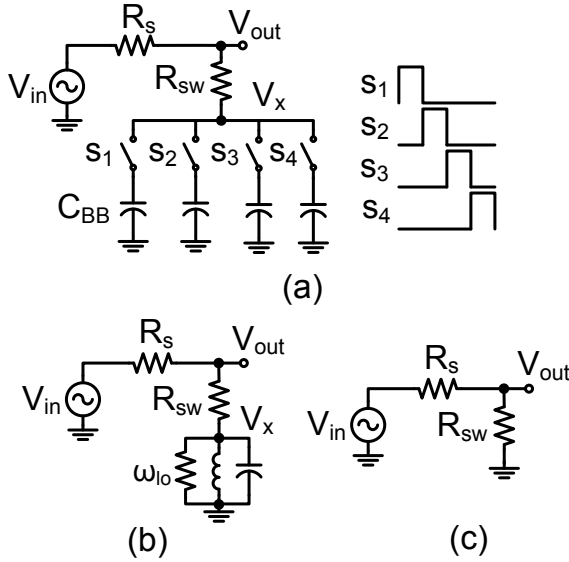 Rs
Vout
Vin
Rsw
Vx
s1 s2 s3 s4
CBB
s1
s2
s3
s4
(a)
Rs
Vout
Vin
Rsw
Vx
ωlo
(b)
Rs
Vout
Vin
Rsw
(c)